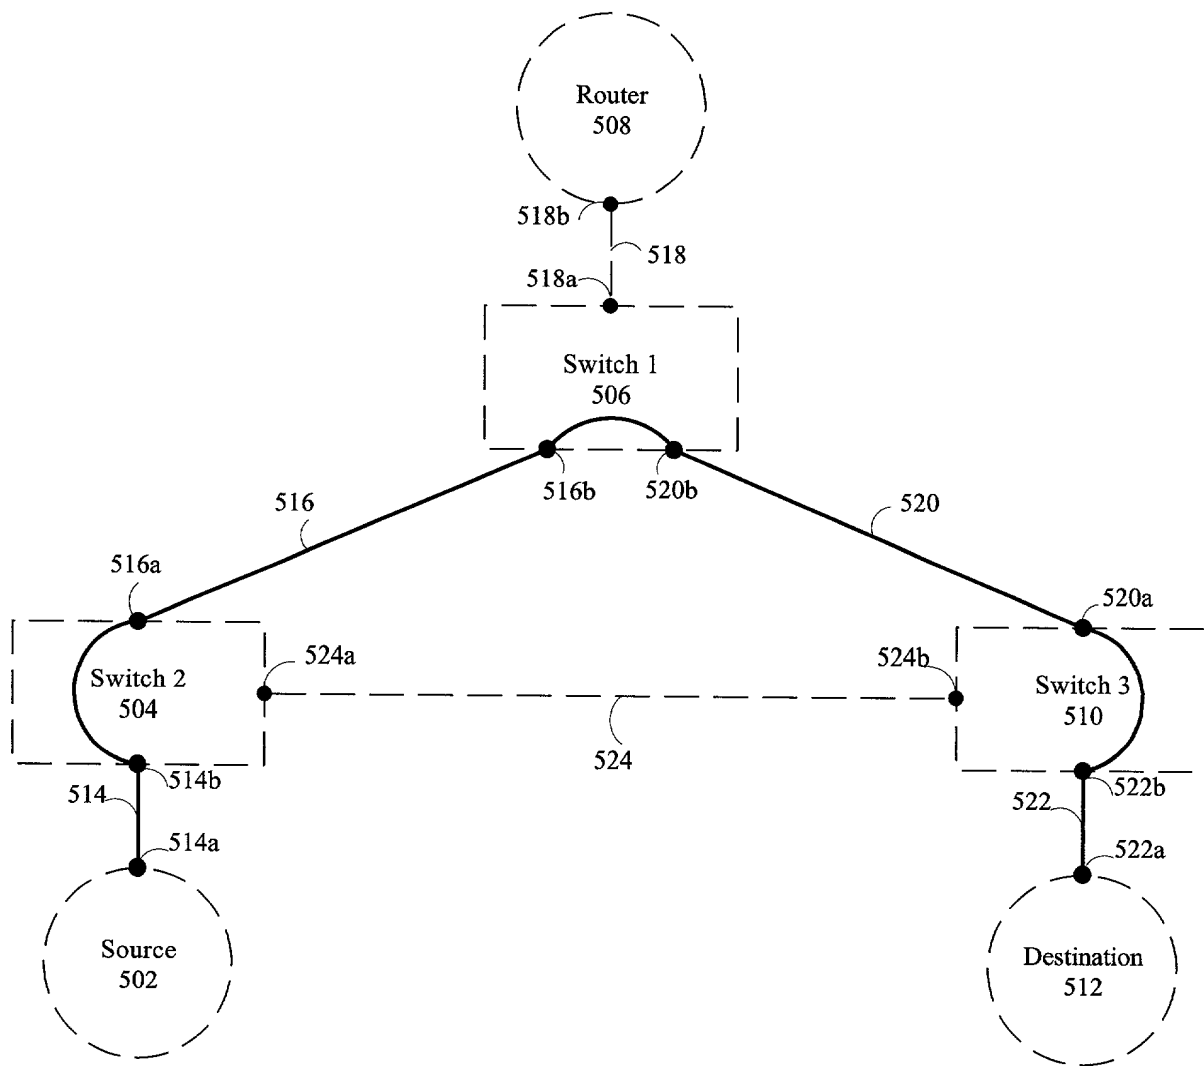 Router
508
518b
518
518a
Switch 1
506
516b
520b
516
520
516a
520a
524a
524b
Switch 2
504
Switch 3
510
524
514b
522b
514
522
514a
522a
Source
502
Destination
512